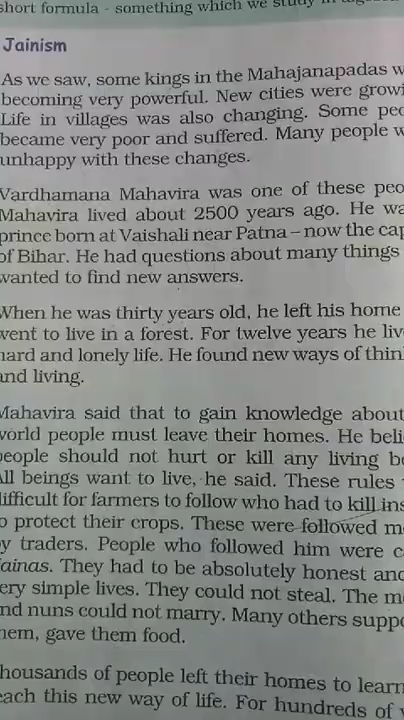 short formula - something which we study in
Jainism
As we saw, some kings in the Mahajanapadas
becoming very powerful. New cities were
Life in villages was also changing. Some
became very poor and suffered. Many people
unhappy with these changes.
Vardhamana Mahavira was one of these
Mahavira lived about 2500 years ago. He
prince born at Vaishali near Patna – now the
of Bihar. He had questions about many things
wanted to find new answers.
When he was thirty years old, he left his home
went to live in a forest. For twelve years he
hard and lonely life. He found new ways of
and living.
Mahavira said that to gain knowledge about
world people must leave their homes. He
people should not hurt or kill any living
All beings want to live, he said. These rules
difficult for farmers to follow who had to kill
to protect their crops. These were followed
by traders. People who followed him were
Jainas. They had to be absolutely honest and
very simple lives. They could not steal. The
and nuns could not marry. Many others
them, gave them food.
Thousands of people left their homes to learn
teach this new way of life. For hundreds of